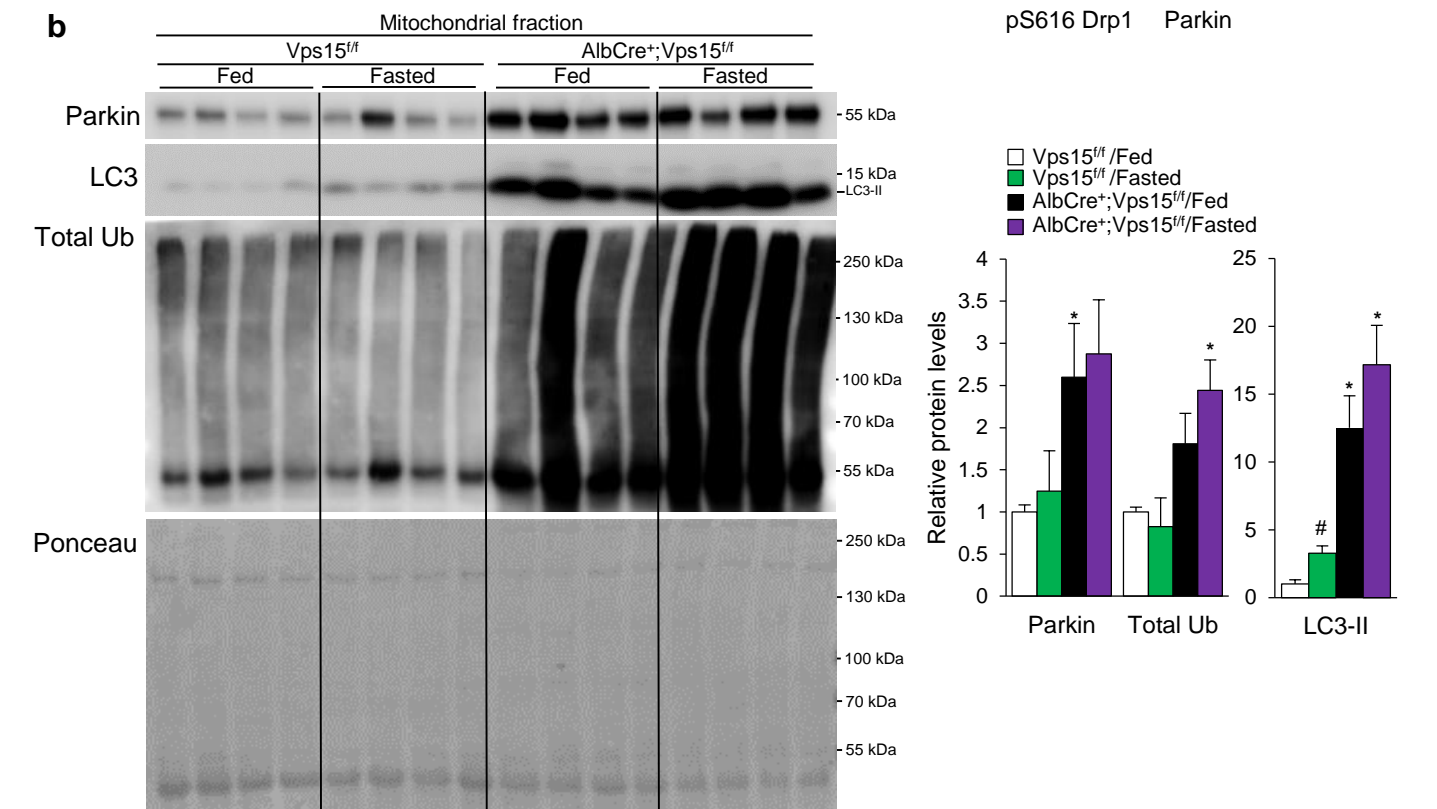 b
Mitochondrial fraction
Vps15f/f
AlbCre+;Vps15f/f
Fed
Fasted
Fed
Fasted
Parkin
55 kDa
LC3
15 kDa
LC3-II
Total Ub
250 kDa
130 kDa
100 kDa
70 kDa
55 kDa
Ponceau
250 kDa
130 kDa
100 kDa
70 kDa
55 kDa
pS616 Drp1 Parkin
Vps15f/f /Fed
Vps15f/f /Fasted
AlbCre+;Vps15f/f/Fed
AlbCre+;Vps15f/f/Fasted
Relative protein levels
4
3.5
3
2.5
2
1.5
1
0.5
0
*
*
Parkin
Total Ub
25
20
15
10
5
0
#
*
*
LC3-II